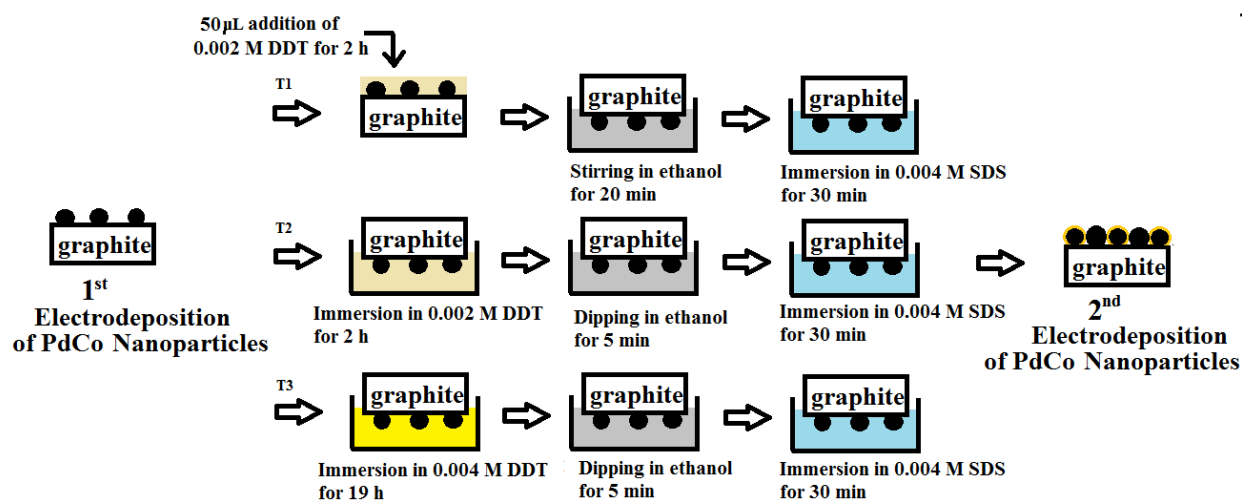 50 µL addition of
0.002 M DDT for 2 h
T1
graphite
graphite
graphite
Stirring in ethanol
for 20 min
Immersion in 0.004 M SDS
for 30 min
graphite
1st
Electrodeposition
of PdCo Nanoparticles
T2
graphite
graphite
graphite
Immersion in 0.002 M DDT
for 2 h
Dipping in ethanol
for 5 min
Immersion in 0.004 M SDS
for 30 min
graphite
2nd
Electrodeposition
of PdCo Nanoparticles
T3
graphite
graphite
graphite
Immersion in 0.004 M DDT
for 19 h
Dipping in ethanol
for 5 min
Immersion in 0.004 M SDS
for 30 min